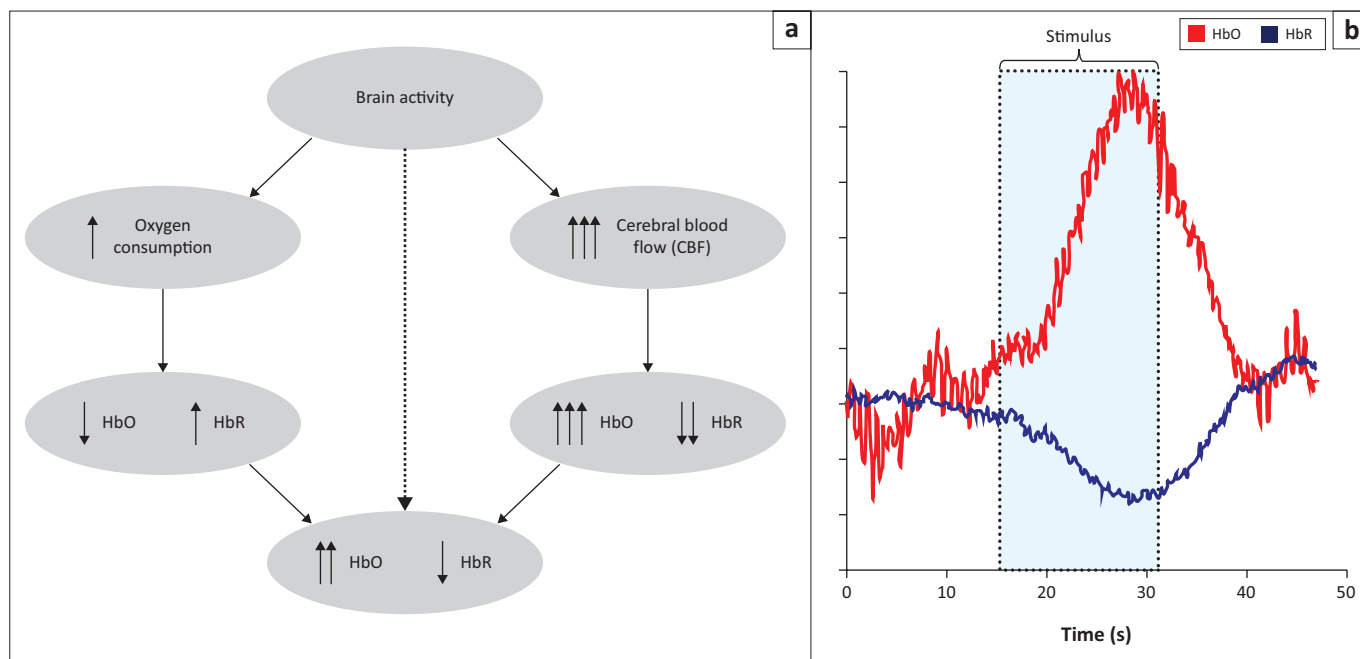 a
Brain activity
Oxygen
consumption
Cerebral blood
flow (CBF)
HbO
HbR
HbO
HbR
HbO
HbR
b
HbO
HbR
Stimulus
0
10
20
30
40
50
Time (s)